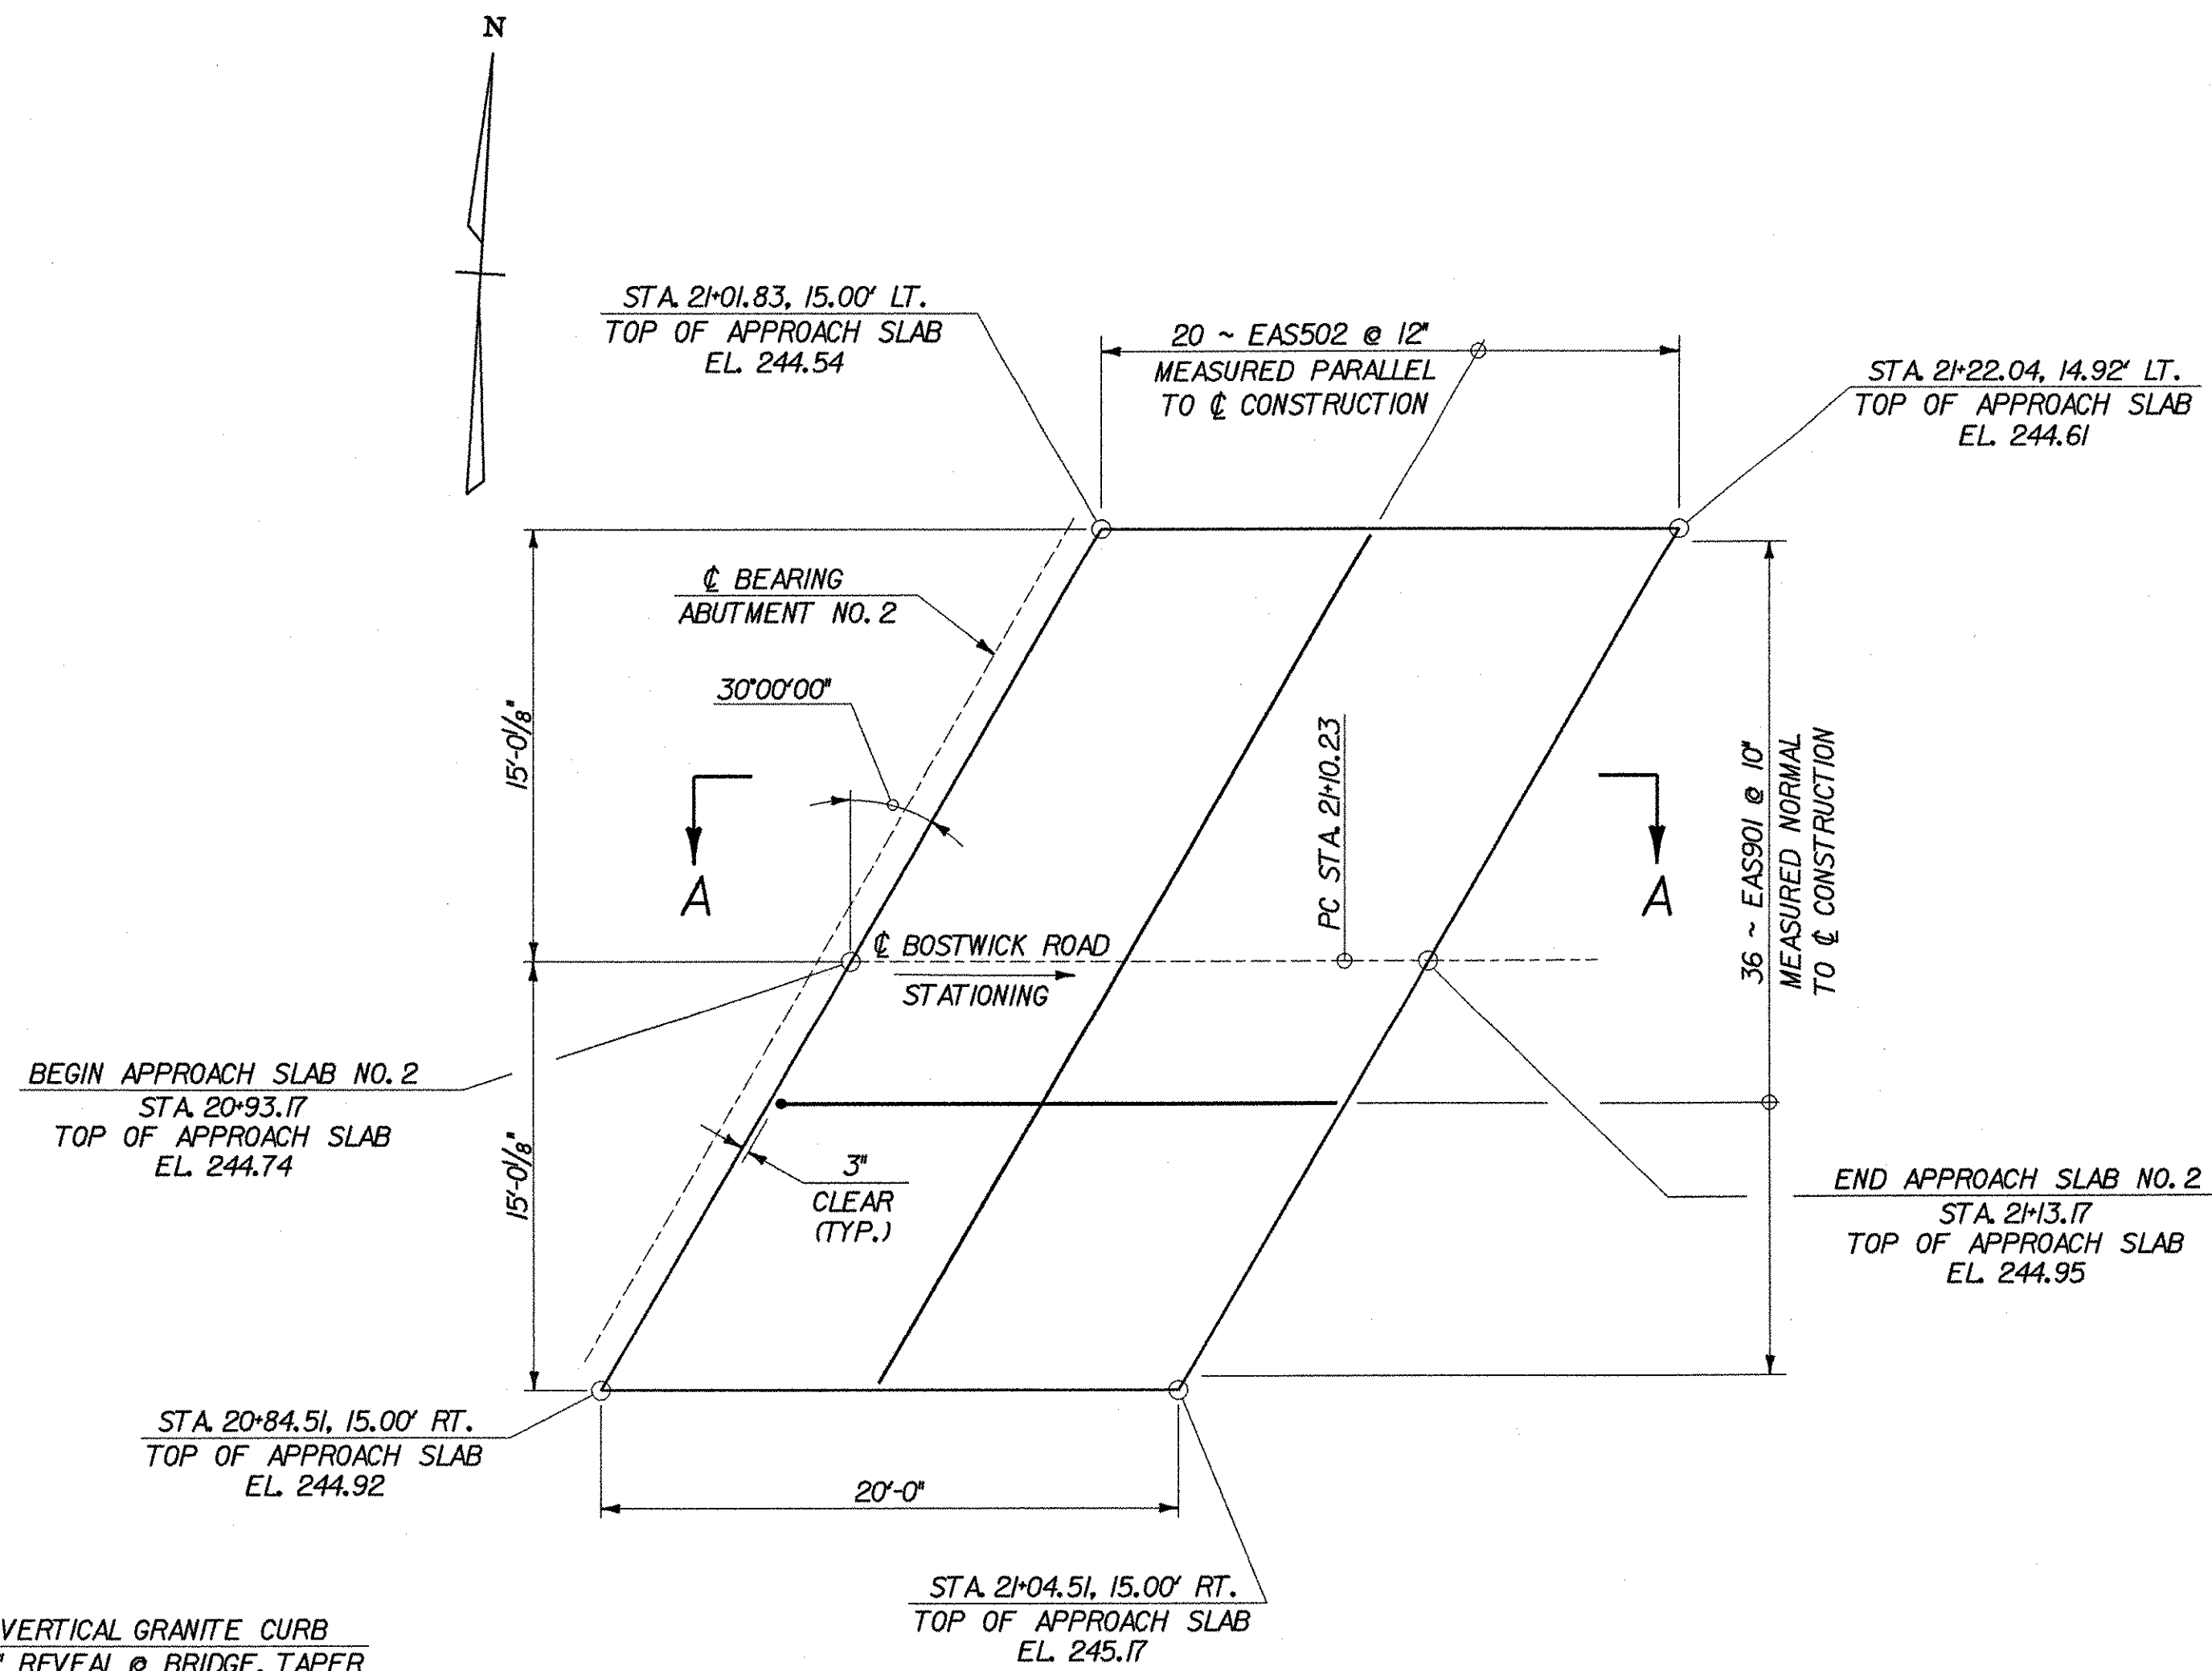 N
STA. 21+01.83, 15.00' LT.
TOP OF APPROACH SLAB
EL. 244.54
20 ~ EAS502 @ 12"
MEASURED PARALLEL
TO ℄ CONSTRUCTION
STA. 21+22.04, 14.92' LT.
TOP OF APPROACH SLAB
EL. 244.61
℄ BEARING
ABUTMENT NO. 2
30°00'00"
15'-0 1/8"
A
A
PC STA. 21+10.23
36 ~ EAS901 @ 10"
MEASURED NORMAL
TO ℄ CONSTRUCTION
℄ BOSTWICK ROAD
STATIONING
BEGIN APPROACH SLAB NO. 2
STA. 20+93.17
TOP OF APPROACH SLAB
EL. 244.74
15'-0 1/8"
3"
CLEAR
(TYP.)
END APPROACH SLAB NO. 2
STA. 21+13.17
TOP OF APPROACH SLAB
EL. 244.95
STA. 20+84.51, 15.00' RT.
TOP OF APPROACH SLAB
EL. 244.92
20'-0"
STA. 21+04.51, 15.00' RT.
TOP OF APPROACH SLAB
EL. 245.17
VERTICAL GRANITE CURB
" REVEAL @ BRIDGE, TAPER